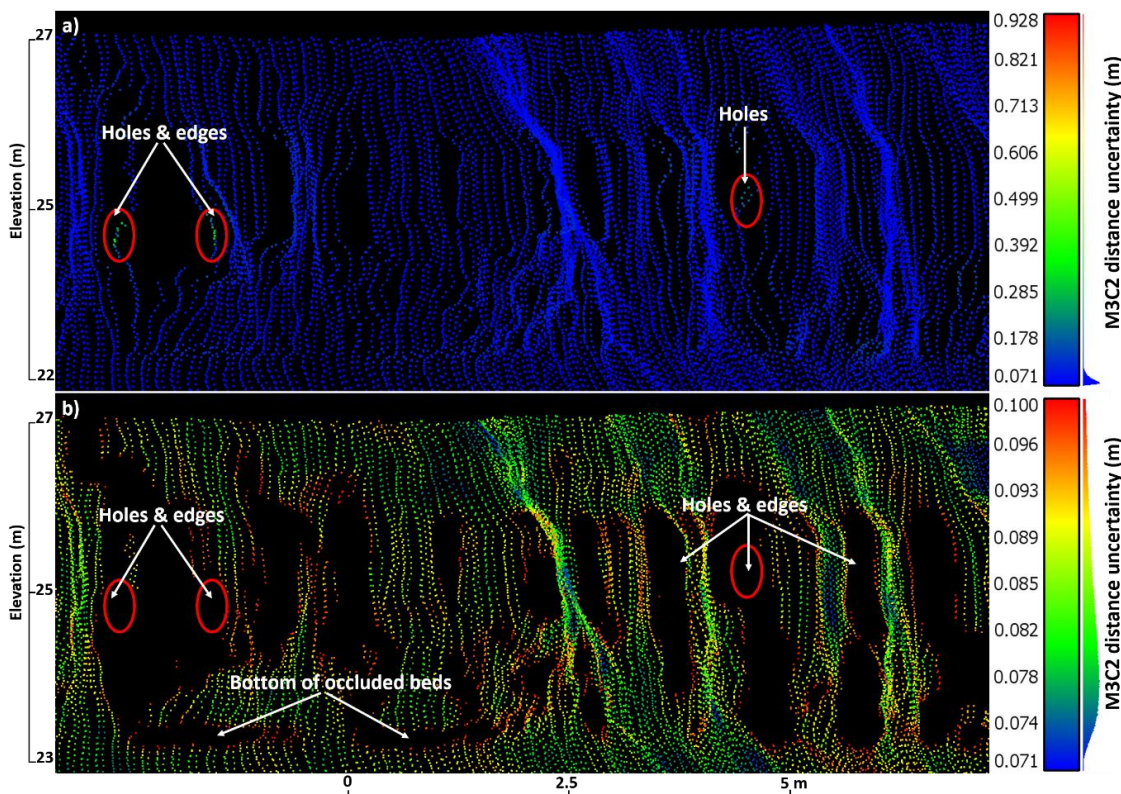 a)
27
25
22
Elevation (m)
Holes & edges
Holes
0.928
0.821
0.713
0.606
0.499
0.392
0.285
0.178
0.071
M3C2 distance uncertainty (m)
b)
27
25
23
Elevation (m)
Holes & edges
Holes & edges
Bottom of occluded beds
0.100
0.096
0.093
0.089
0.085
0.082
0.078
0.074
0.071
M3C2 distance uncertainty (m)
0
2.5
5 m